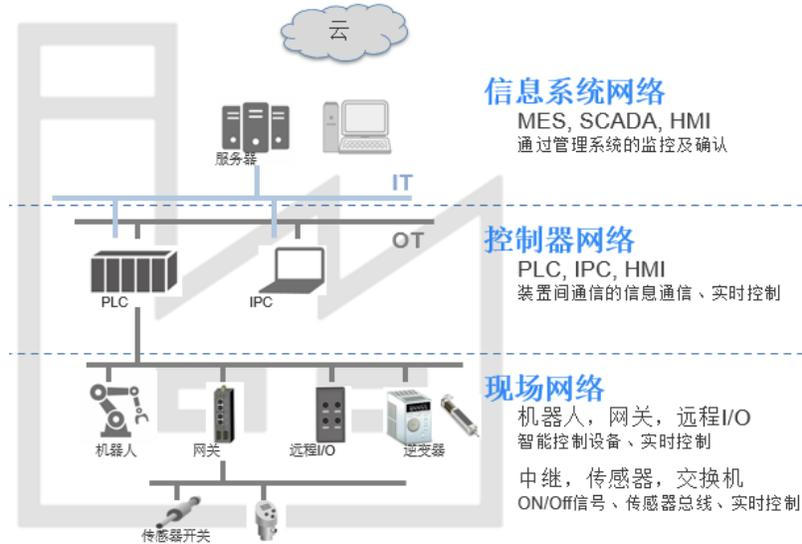 云
信息系统网络
MES, SCADA, HMI
通过管理系统的监控及确认
服务器
IT
OT
控制器网络
PLC, IPC, HMI
装置间通信的信息通信、实时控制
PLC
IPC
现场网络
机器人，网关，远程I/O
智能控制设备、实时控制
机器人
网关
远程I/O
逆变器
中继，传感器，交换机
ON/Off信号、传感器总线、实时控制
传感器开关